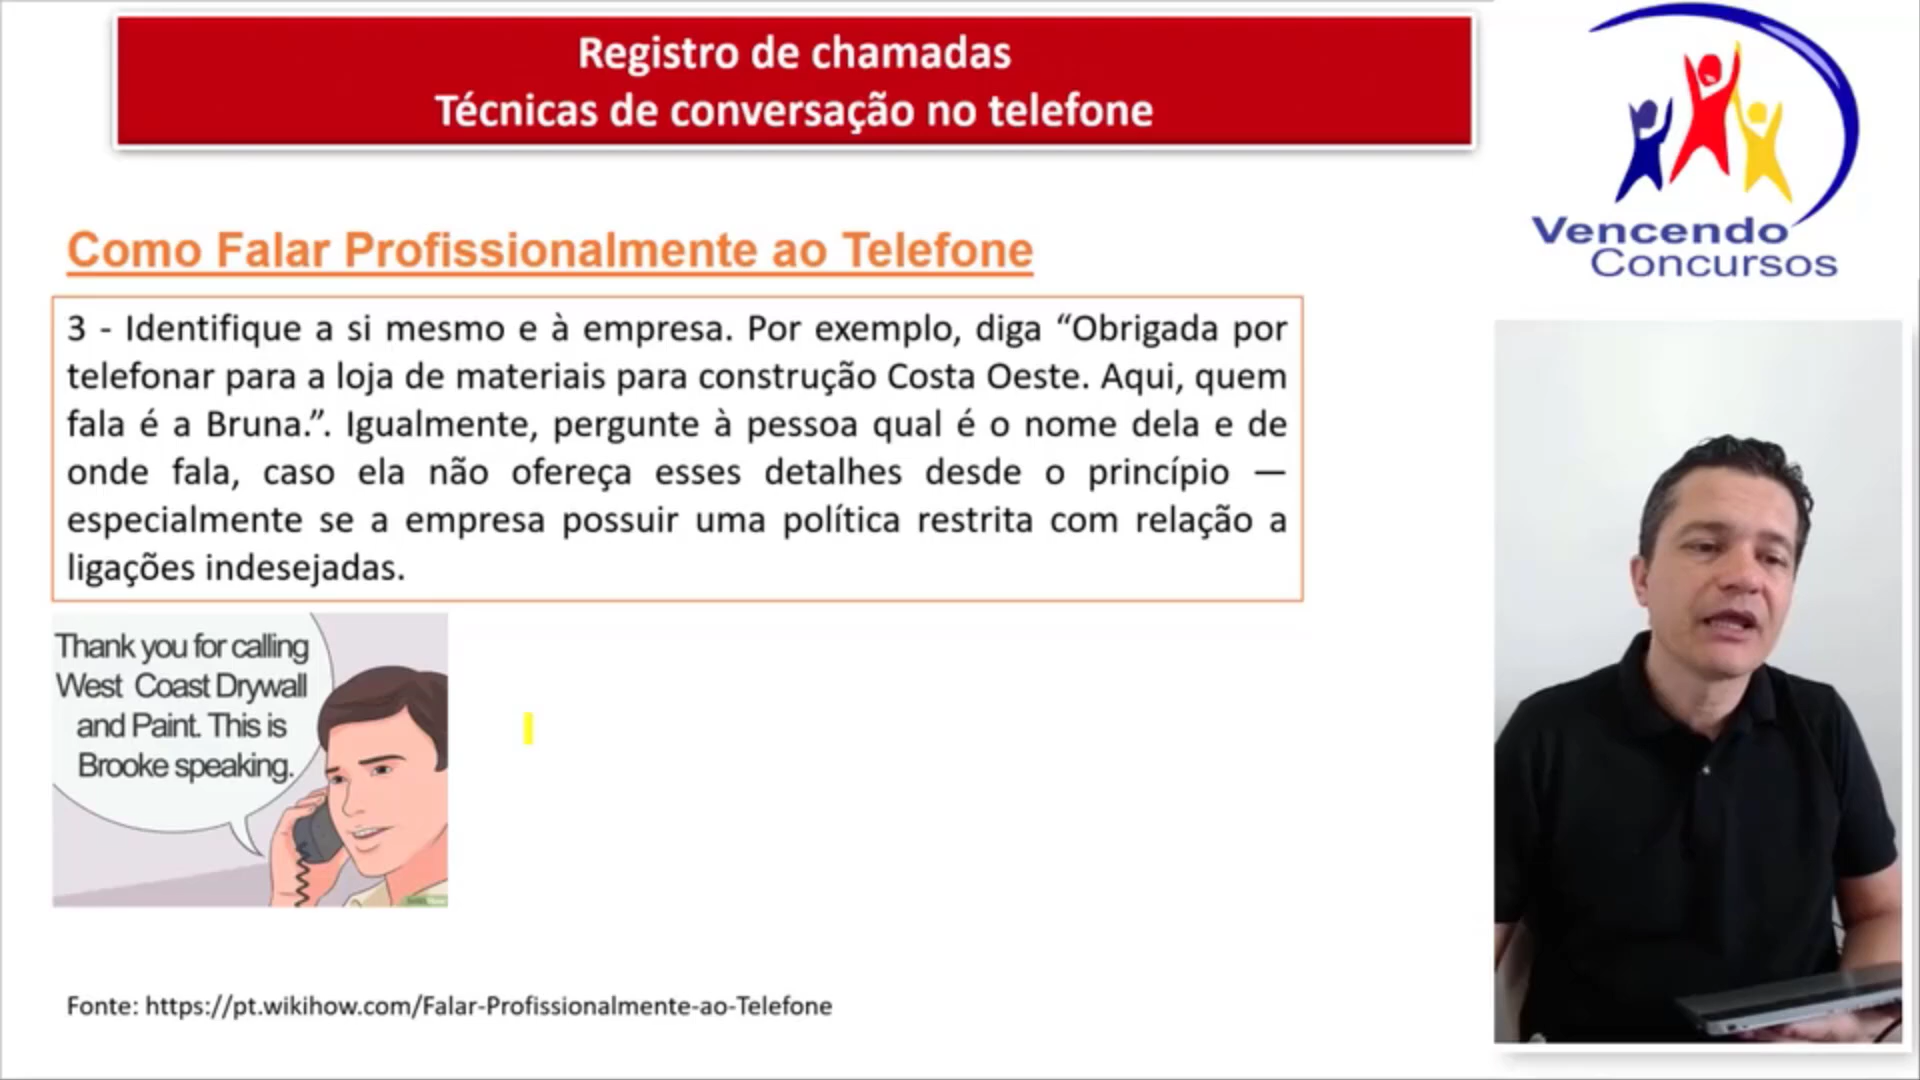 Registro de chamadas
Técnicas de conversação no telefone
Vencendo
Concursos
Como Falar Profissionalmente ao Telefone
3 - Identifique a si mesmo e à empresa. Por exemplo, diga “Obrigada por
telefonar para a loja de materiais para construção Costa Oeste. Aqui, quem
fala é a Bruna.”. Igualmente, pergunte à pessoa qual é o nome dela e de
onde fala, caso ela não ofereça esses detalhes desde o princípio —
especialmente se a empresa possuir uma política restrita com relação a
ligações indesejadas.
Thank you for calling
West Coast Drywall
and Paint. This is
Brooke speaking.
Fonte: https://pt.wikihow.com/Falar-Profissionalmente-ao-Telefone